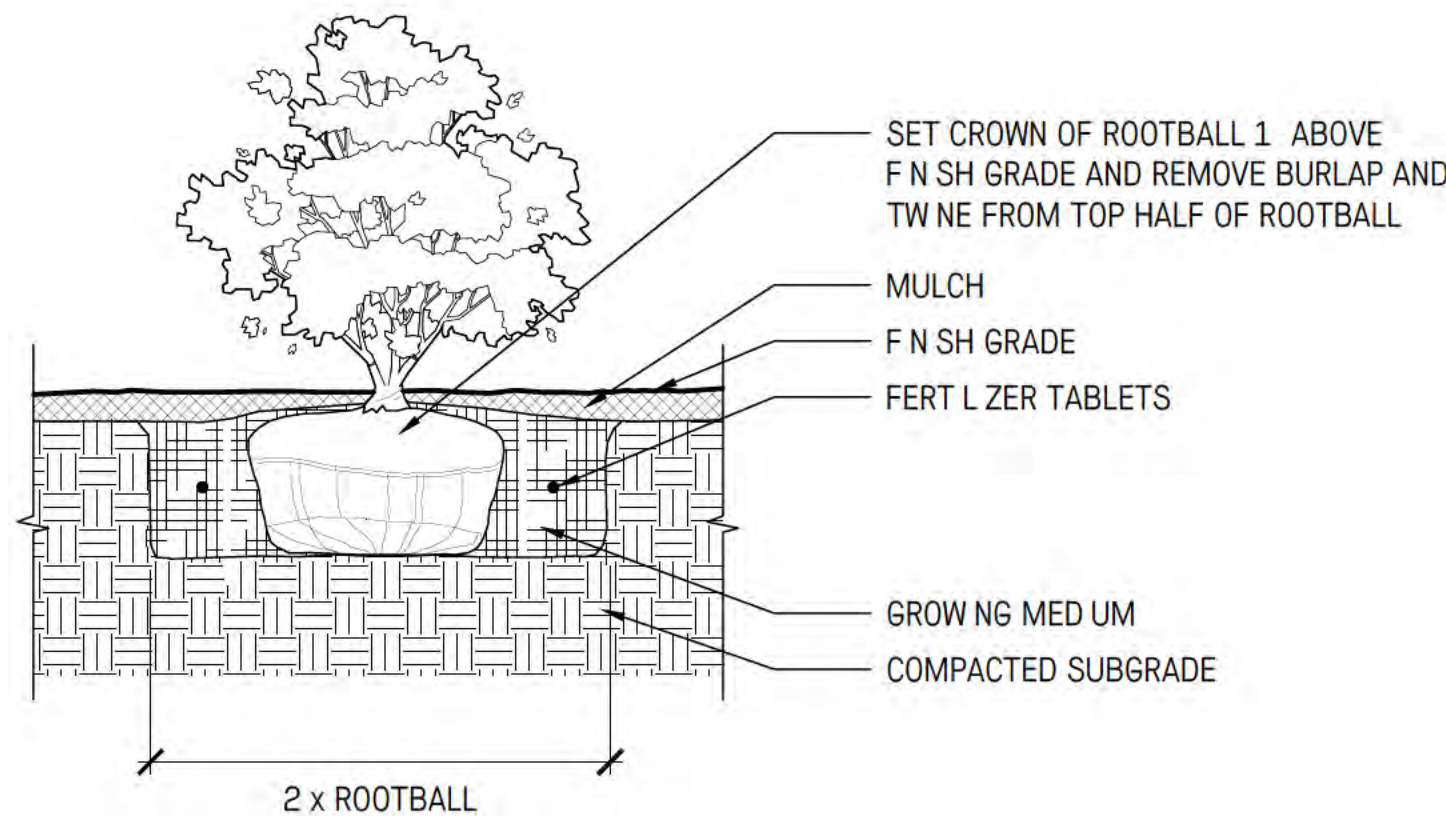 SET CROWN OF ROOTBALL 1 ABOVE
F N SH GRADE AND REMOVE BURLAP AND
TW NE FROM TOP HALF OF ROOTBALL
MULCH
F N SH GRADE
FERT L ZER TABLETS
GROW NG MED UM
COMPACTED SUBGRADE
2 x ROOTBALL